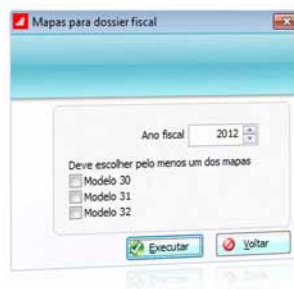 Mapas para dossier fiscal
Ano fiscal 2012
Deve escolher pelo menos um dos mapas
Modelo 30
Modelo 31
Modelo 32
Executar Voltar